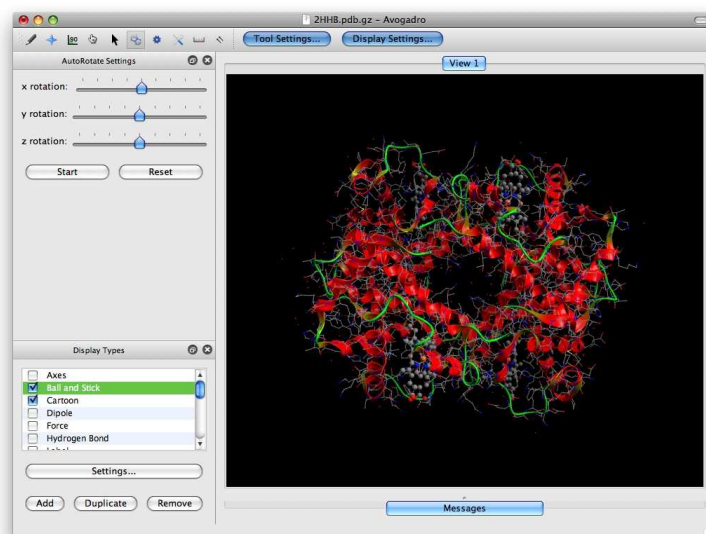 2HHB.pdb.gz – Avogadro
Tool Settings... Display Settings...
AutoRotate Settings
View 1
x rotation:
y rotation:
z rotation:
Start Reset
Display Types
Axes
Ball and Stick
Cartoon
Dipole
Force
Hydrogen Bond
Label
Settings...
Add Duplicate Remove
Messages